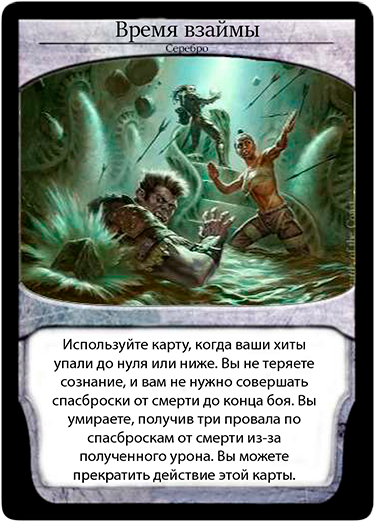 Время взаймы
Серебро
Используйте карту, когда ваши хиты
упали до нуля или ниже. Вы не теряете
сознание, и вам не нужно совершать
спасброски от смерти до конца боя. Вы
умираете, получив три провала по
спасброскам от смерти из-за
полученного урона. Вы можете
прекратить действие этой карты.